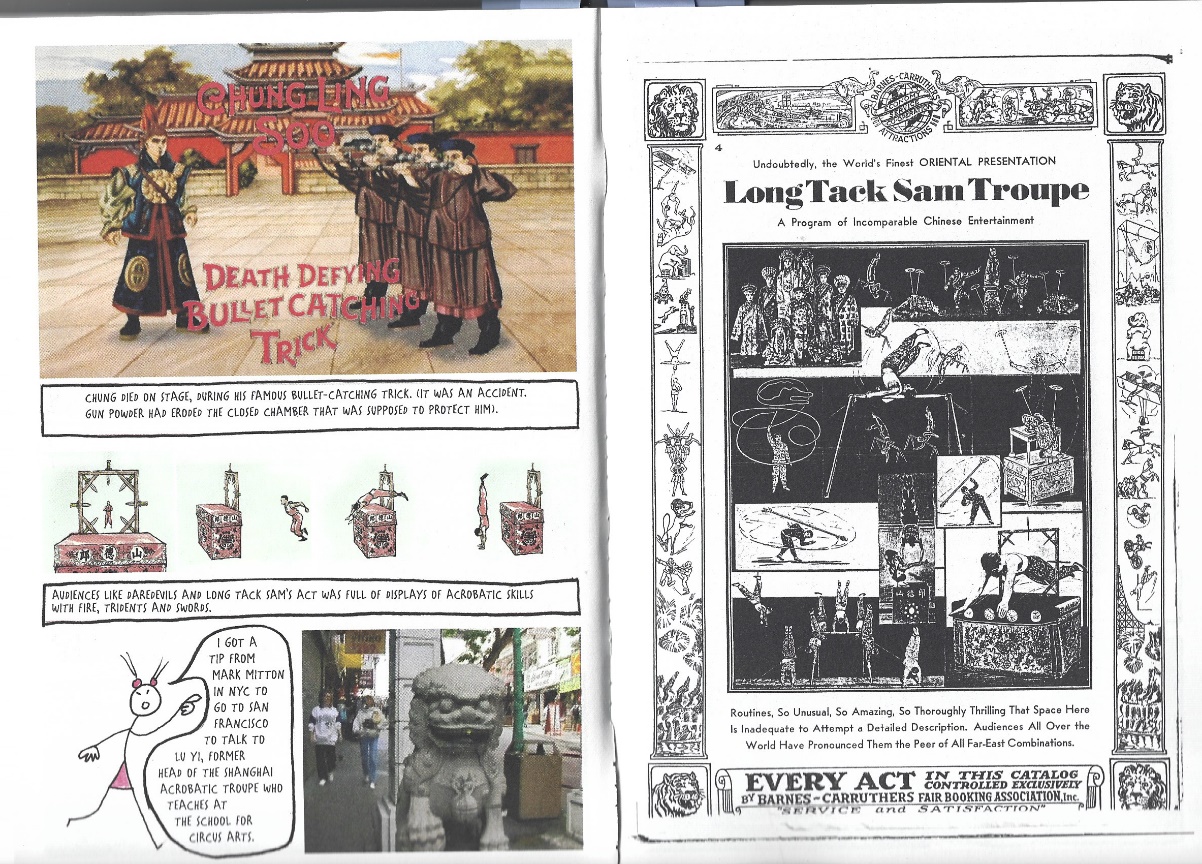 CHUNG LING
SOO
DEATH DEFYING
BULLET CATCHING
TRICK
CHUNG DIED ON STAGE, DURING HIS FAMOUS BULLET-CATCHING TRICK. (IT WAS AN ACCIDENT.
GUN POWDER HAD ERODED THE CLOSED CHAMBER THAT WAS SUPPOSED TO PROTECT HIM).
山德郎
AUDIENCES LIKE DAREDEVILS AND LONG TACK SAM'S ACT WAS FULL OF DISPLAYS OF ACROBATIC SKILLS
WITH FIRE, TRIDENTS AND SWORDS.
I GOT A
TIP FROM
MARK MITTON
IN NYC TO
GO TO SAN
FRANCISCO
TO TALK TO
LU YI, FORMER
HEAD OF THE SHANGHAI
ACROBATIC TROUPE WHO
TEACHES AT
THE SCHOOL FOR
CIRCUS ARTS.
BARNES-CARRUTHERS
ATTRACTIONS
4
Undoubtedly, the World's Finest ORIENTAL PRESENTATION
Long Tack Sam Troupe
A Program of Incomparable Chinese Entertainment
Routines, So Unusual, So Amazing, So Thoroughly Thrilling That Space Here
Is Inadequate to Attempt a Detailed Description. Audiences All Over the
World Have Pronounced Them the Peer of All Far-East Combinations.
EVERY ACT IN THIS CATALOG
CONTROLLED EXCLUSIVELY
BY BARNES-CARRUTHERS FAIR BOOKING ASSOCIATION, Inc.
"SERVICE and SATISFACTION"